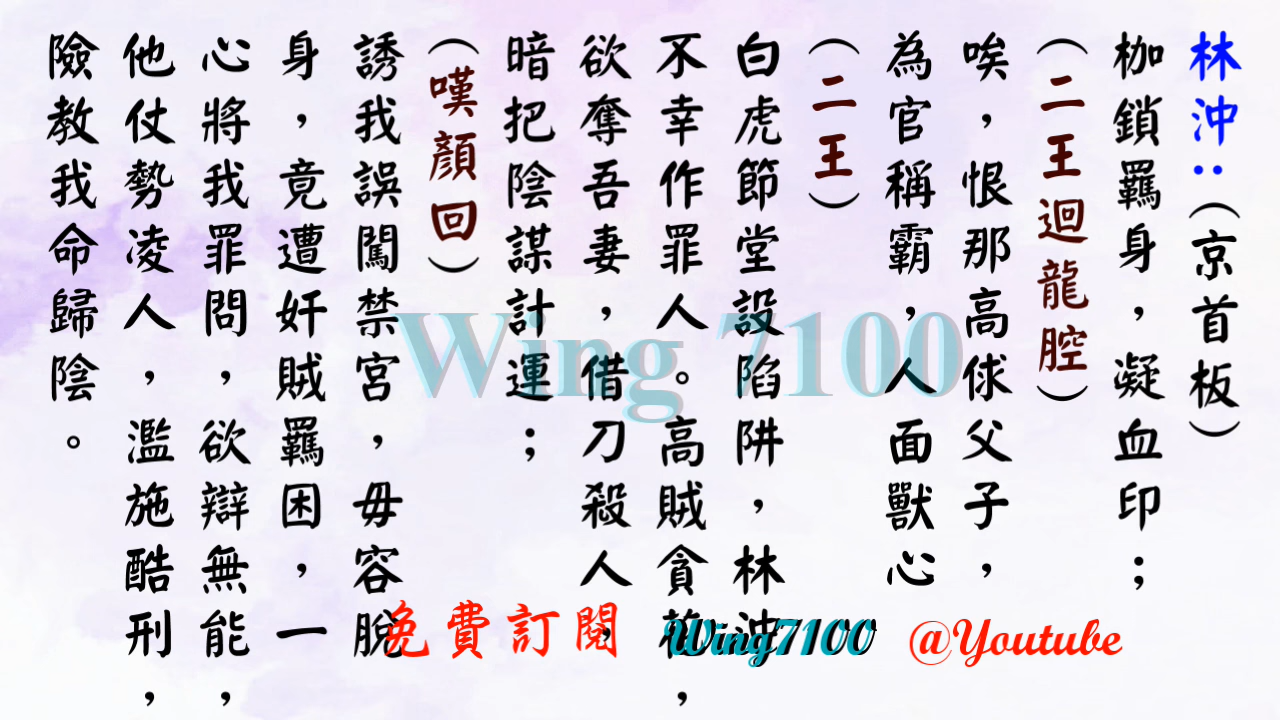 林沖：（京首板）
枷鎖羈身，凝血印；
（二王迴龍腔）
唉，恨那高俅父子，
為官稱霸，人面獸心
（二王）
白虎節堂設陷阱，林沖
不幸作罪人。高賊貪花，
欲奪吾妻，借刀殺人，
暗把陰謀計運；
（嘆顏回）
誘我誤闖禁宮，毋容脫
身，竟遭奸賊羈困，一
心將我罪問，欲辯無能，
他仗勢凌人，濫施酷刑，
險教我命歸陰。
Wing 7100
免費訂閱 Wing7100 @Youtube